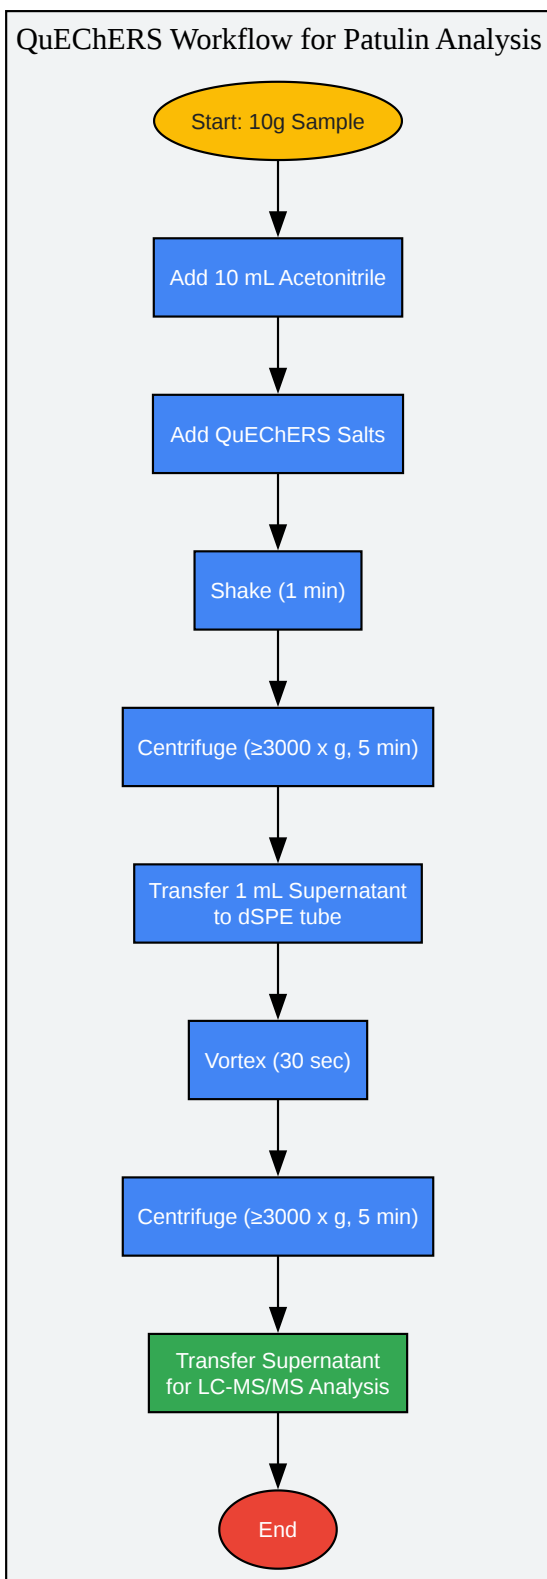 QuEChERS Workflow for Patulin Analysis
Start: 10g Sample
Add 10 mL Acetonitrile
Add QuEChERS Salts
Shake (1 min)
Centrifuge (≥3000 x g, 5 min)
Transfer 1 mL Supernatant
to dSPE tube
Vortex (30 sec)
Centrifuge (≥3000 x g, 5 min)
Transfer Supernatant
for LC-MS/MS Analysis
End